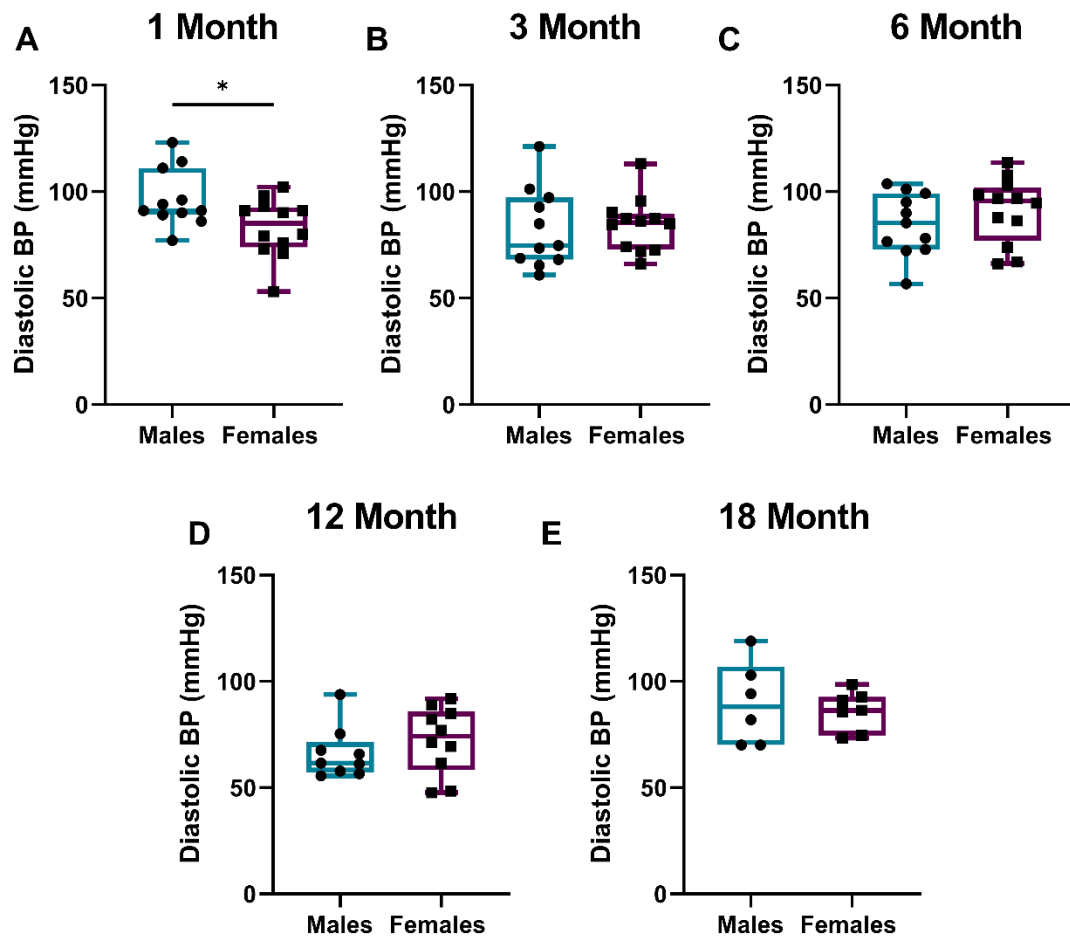 A
1 Month
Diastolic BP (mmHg)
150
100
50
0
*
Males
Females
B
3 Month
Diastolic BP (mmHg)
150
100
50
0
Males
Females
C
6 Month
Diastolic BP (mmHg)
150
100
50
0
Males
Females
D
12 Month
Diastolic BP (mmHg)
150
100
50
0
Males
Females
E
18 Month
Diastolic BP (mmHg)
150
100
50
0
Males
Females